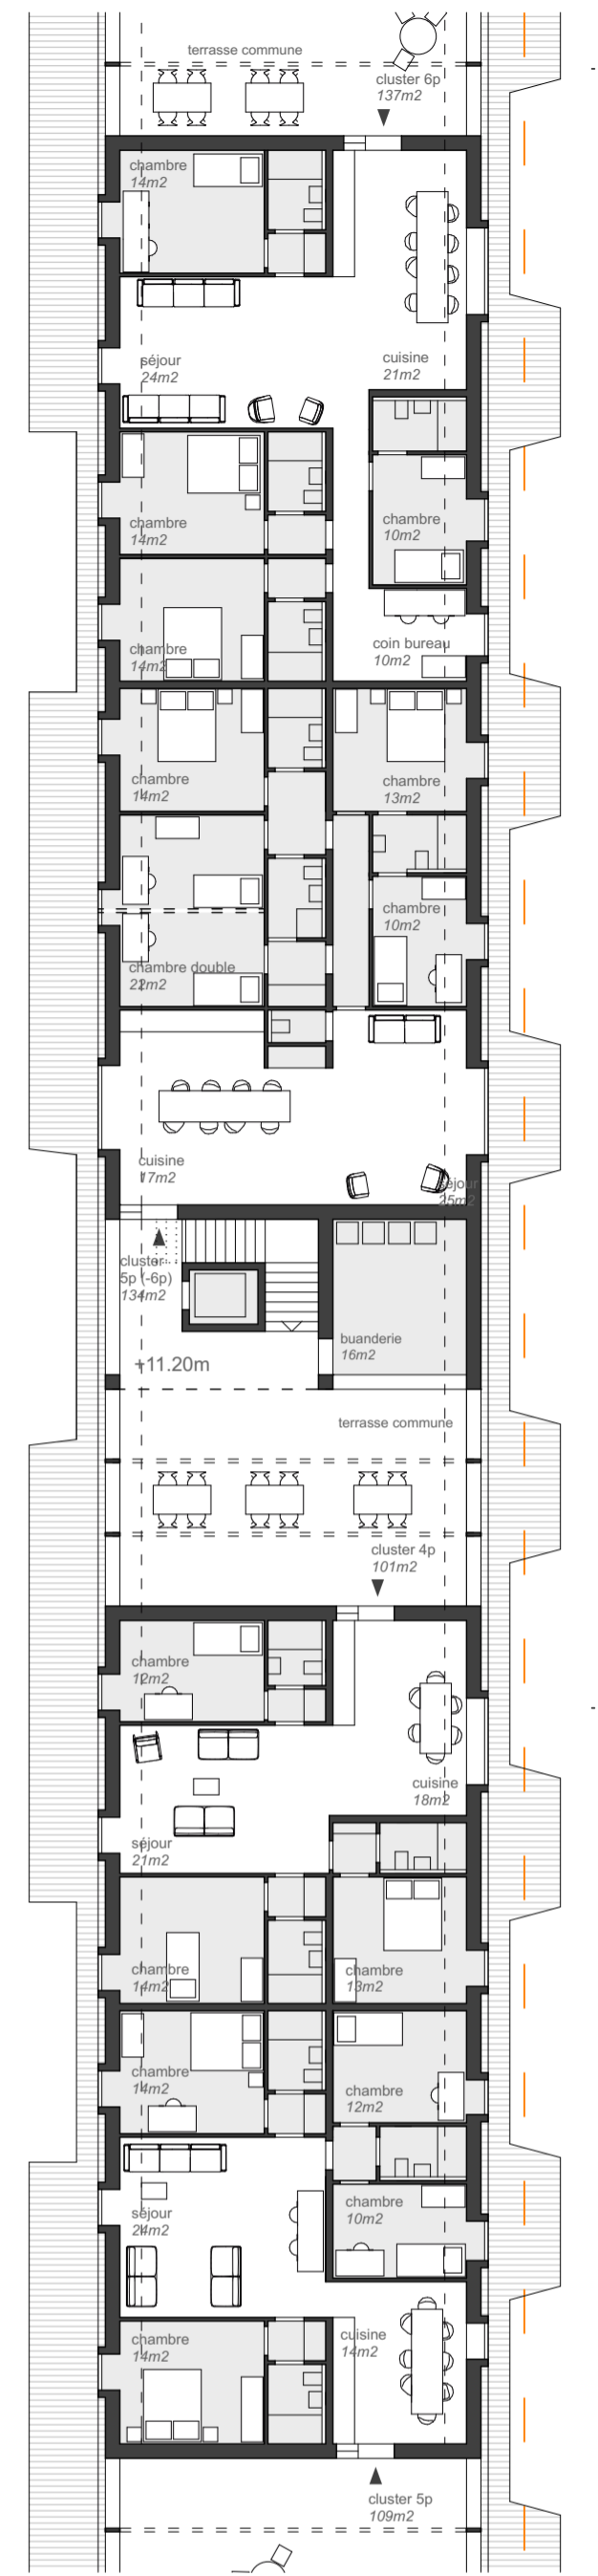 terrasse commune
cluster 6p
137m2
chambre
14m2
séjour
24m2
cuisine
21m2
chambre
14m2
chambre
10m2
chambre
14m2
coin bureau
10m2
chambre
14m2
chambre
13m2
chambre
10m2
chambre double
22m2
cuisine
17m2
séjour
25m2
cluster
5p (-6p)
134m2
buanderie
16m2
+11.20m
terrasse commune
cluster 4p
101m2
chambre
12m2
cuisine
18m2
séjour
21m2
chambre
14m2
chambre
13m2
chambre
14m2
chambre
12m2
chambre
10m2
séjour
24m2
chambre
14m2
cuisine
14m2
cluster 5p
109m2